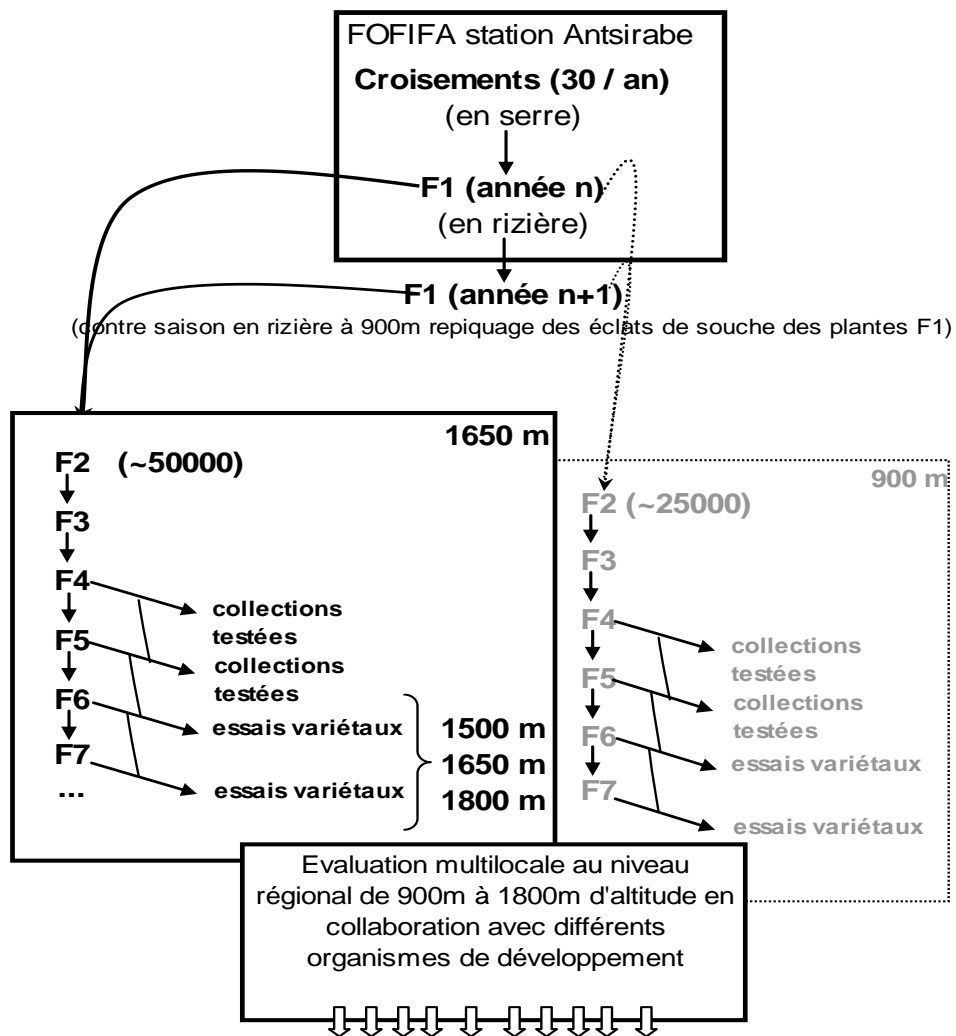 FOFIFA station Antsirabe
Croisements (30 / an)
(en serre)
F1 (année n)
(en rizière)
F1 (année n+1)
(contre saison en rizière à 900m repiquage des éclats de souche des plantes F1)
1650 m
F2 (~50000)
F3
F4
collections
testées
F5
collections
testées
F6
essais variétaux
F7
essais variétaux
...
1500 m
1650 m
1800 m
900 m
F2 (~25000)
F3
F4
collections
testées
F5
collections
testées
F6
essais variétaux
F7
essais variétaux
Evaluation multilocale au niveau
régional de 900m à 1800m d'altitude en
collaboration avec différents
organismes de développement